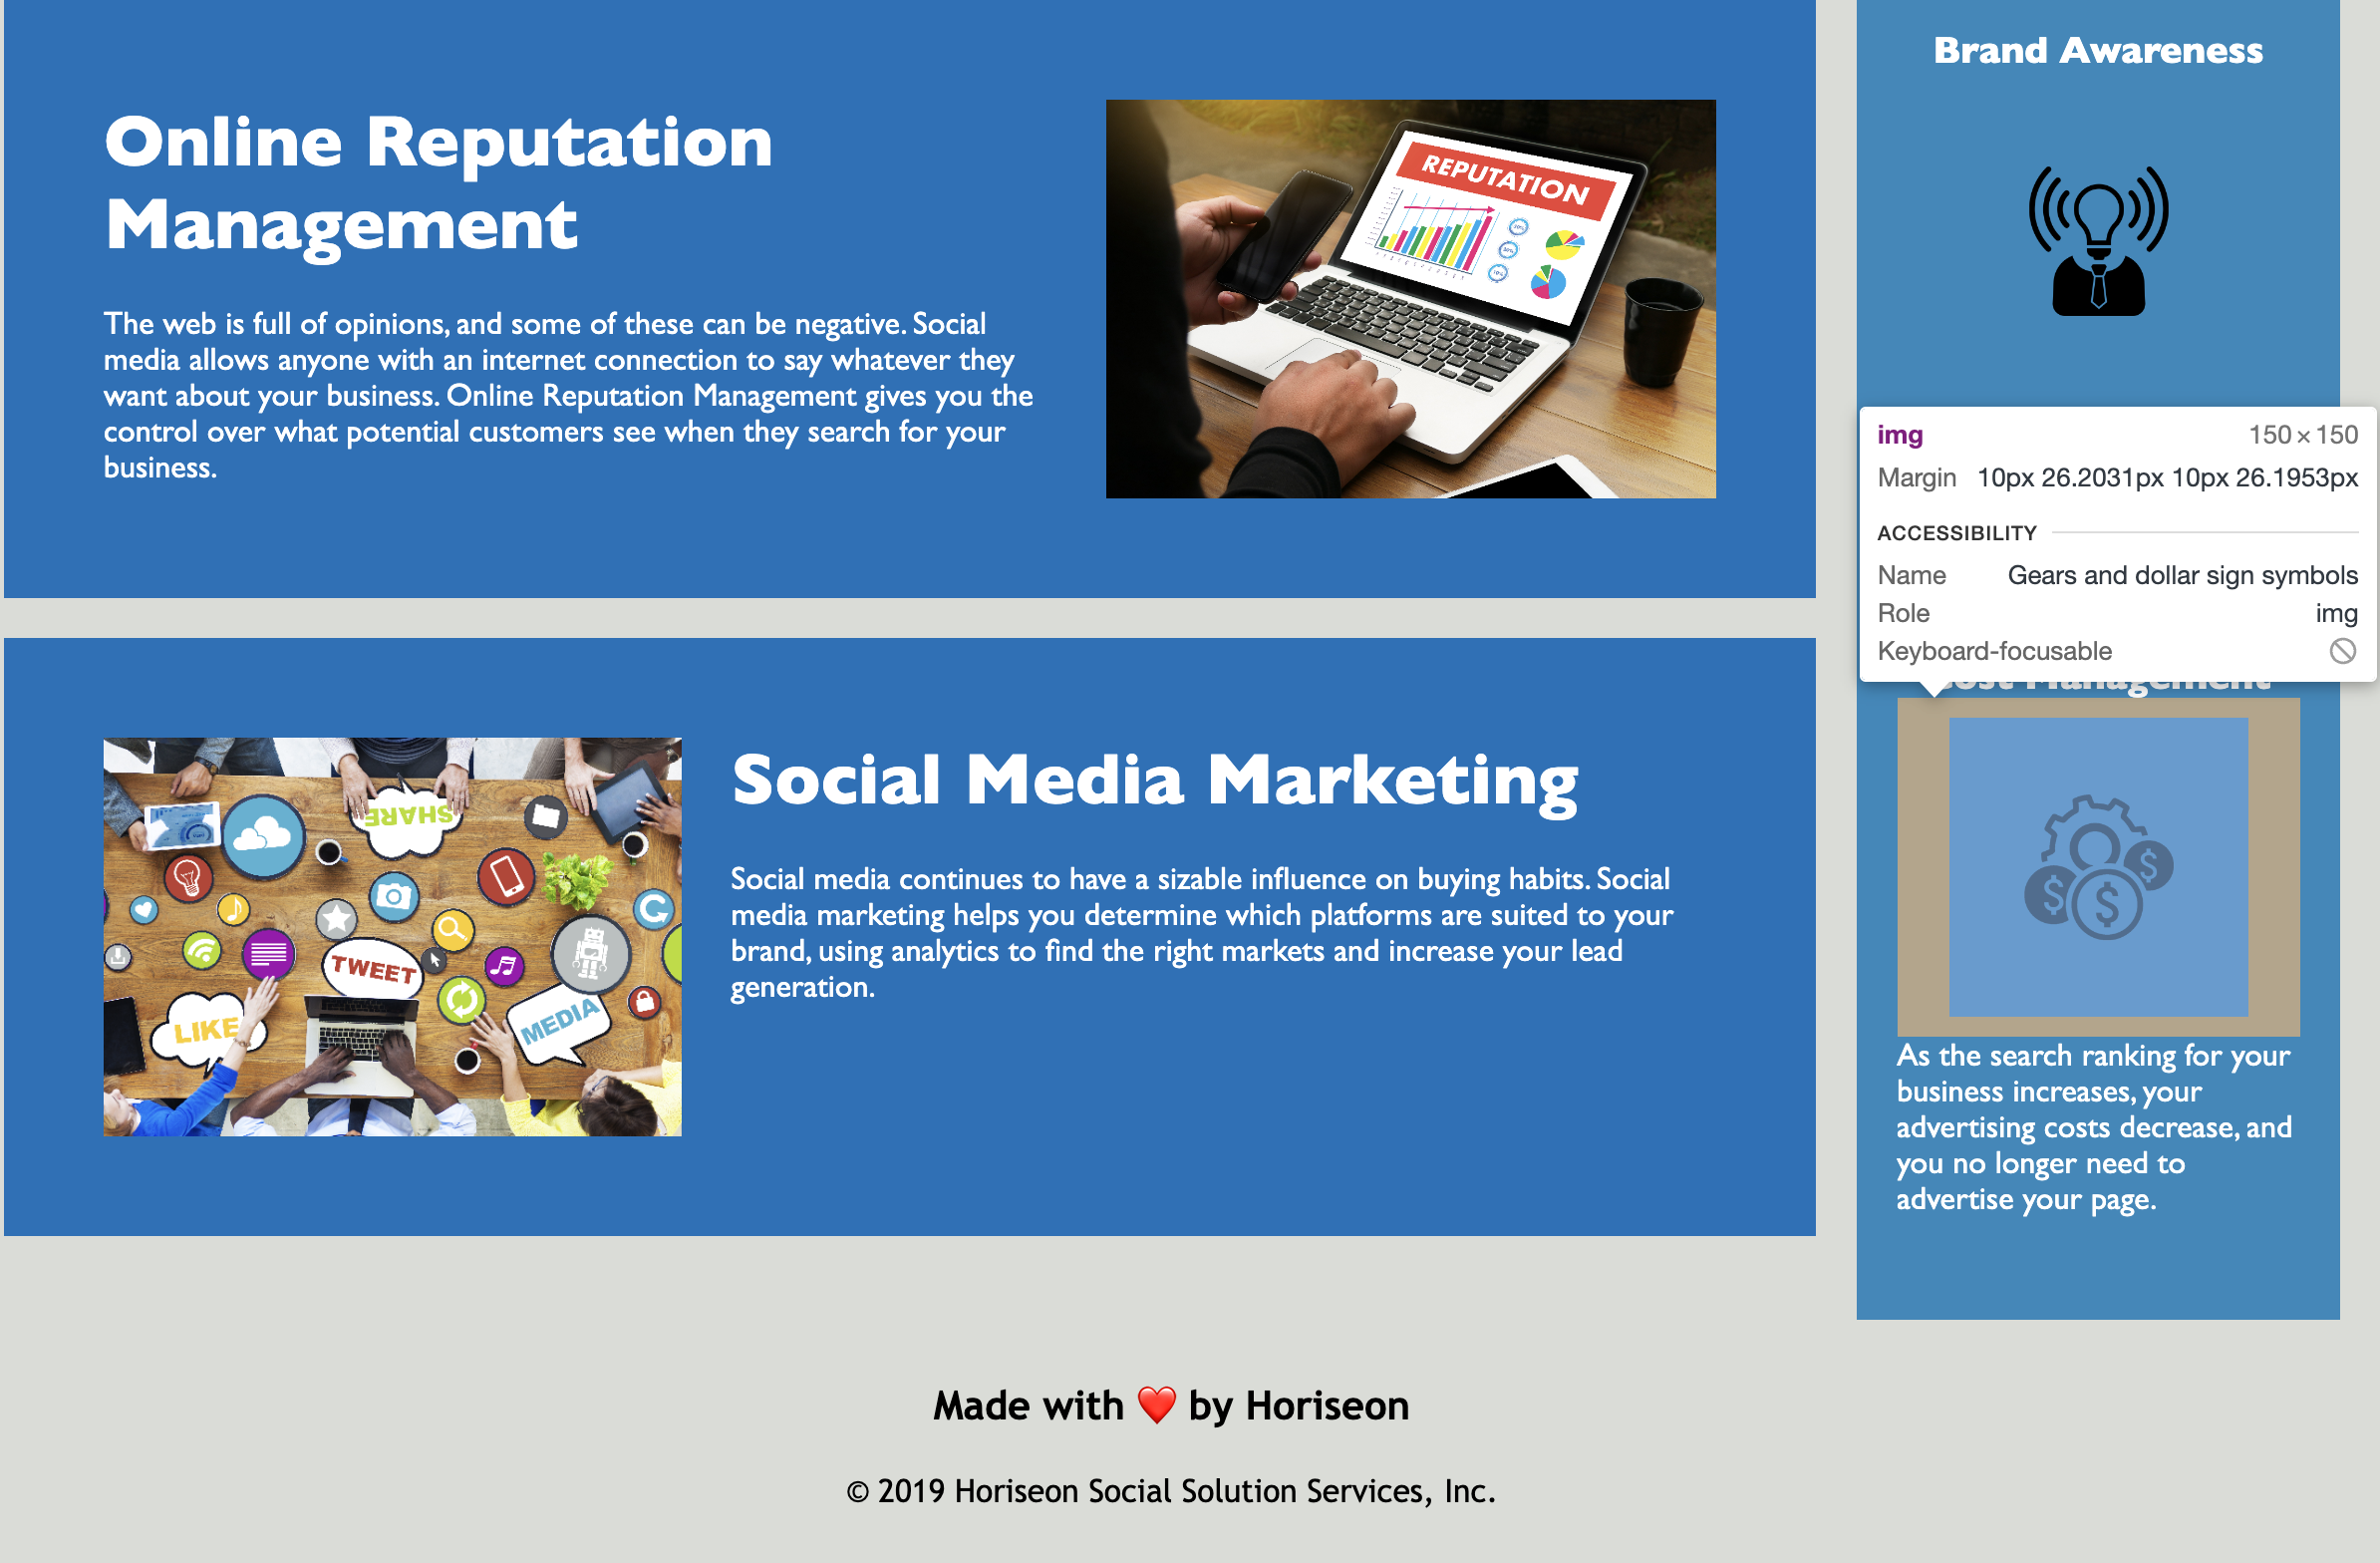 Online Reputation
Management
The web is full of opinions, and some of these can be negative. Social
media allows anyone with an internet connection to say whatever they
want about your business. Online Reputation Management gives you the
control over what potential customers see when they search for your
business.
REPUTATION
SHARE
TWEET
LIKE
MEDIA
Social Media Marketing
Social media continues to have a sizable influence on buying habits. Social
media marketing helps you determine which platforms are suited to your
brand, using analytics to find the right markets and increase your lead
generation.
Brand Awareness
img 150 × 150
Margin 10px 26.2031px 10px 26.1953px
ACCESSIBILITY
Name Gears and dollar sign symbols
Role img
Keyboard-focusable
Cost Management
$ $ $
As the search ranking for your
business increases, your
advertising costs decrease, and
you no longer need to
advertise your page.
Made with ❤️ by Horiseon
© 2019 Horiseon Social Solution Services, Inc.